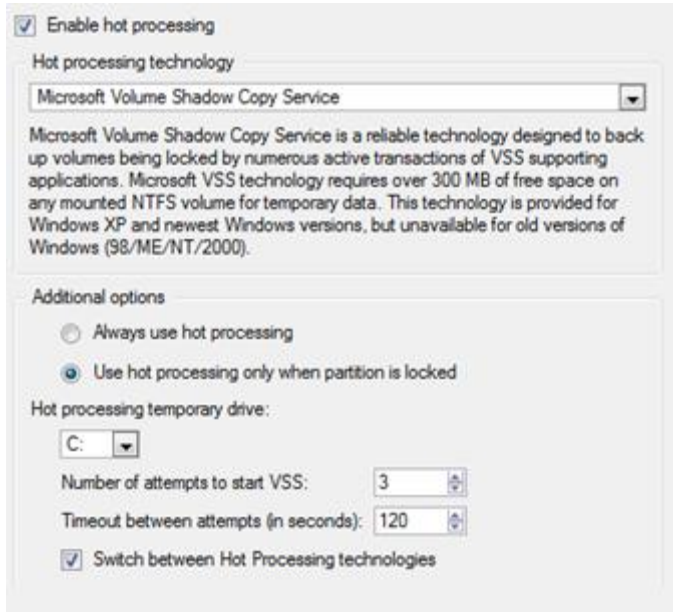 Enable hot processing
Hot processing technology
Microsoft Volume Shadow Copy Service
Microsoft Volume Shadow Copy Service is a reliable technology designed to back
up volumes being locked by numerous active transactions of VSS supporting
applications. Microsoft VSS technology requires over 300 MB of free space on
any mounted NTFS volume for temporary data. This technology is provided for
Windows XP and newest Windows versions, but unavailable for old versions of
Windows (98/ME/NT/2000).
Additional options
Always use hot processing
Use hot processing only when partition is locked
Hot processing temporary drive:
C:
Number of attempts to start VSS: 3
Timeout between attempts (in seconds): 120
Switch between Hot Processing technologies